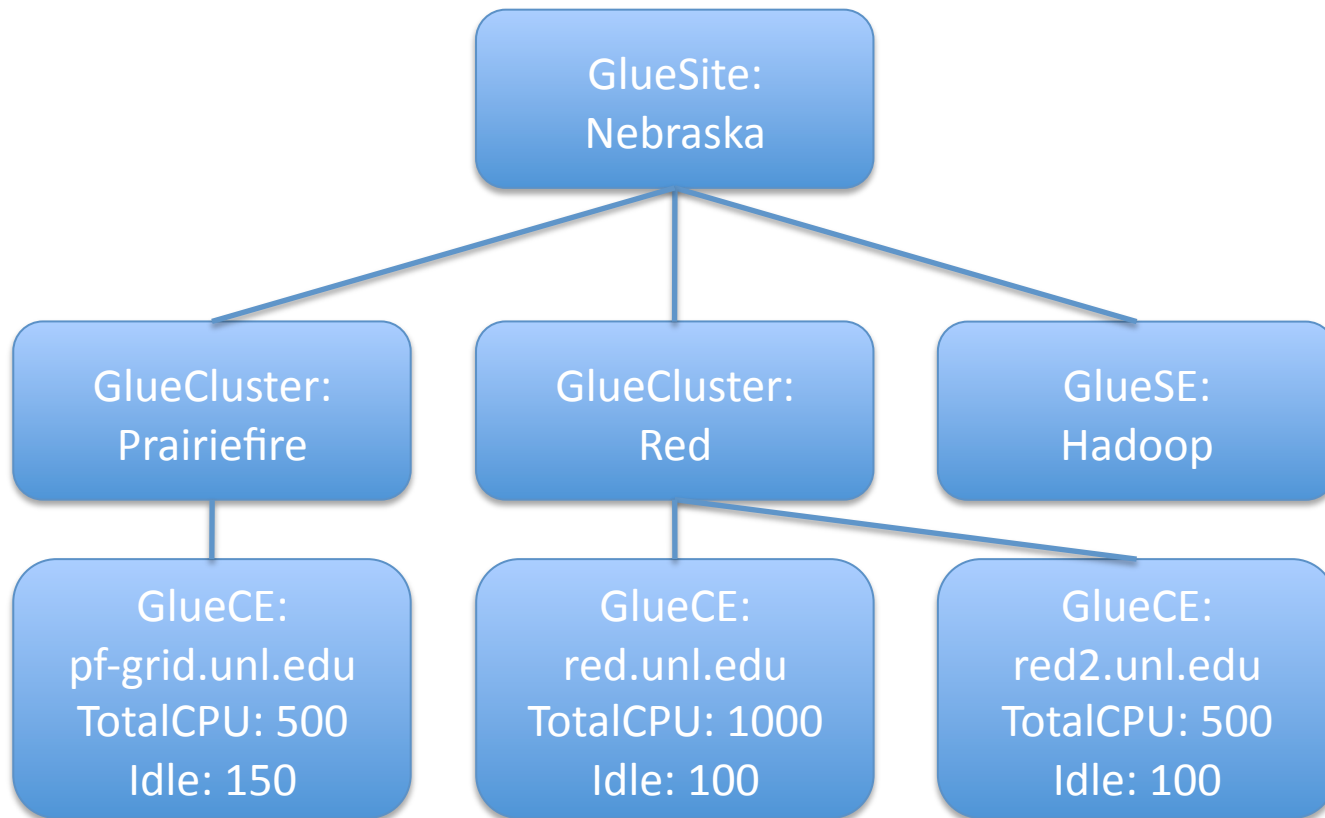 GlueSite:
Nebraska
GlueCluster:
Prairiefire
GlueCluster:
Red
GlueSE:
Hadoop
GlueCE:
pf-grid.unl.edu
TotalCPU: 500
Idle: 150
GlueCE:
red.unl.edu
TotalCPU: 1000
Idle: 100
GlueCE:
red2.unl.edu
TotalCPU: 500
Idle: 100